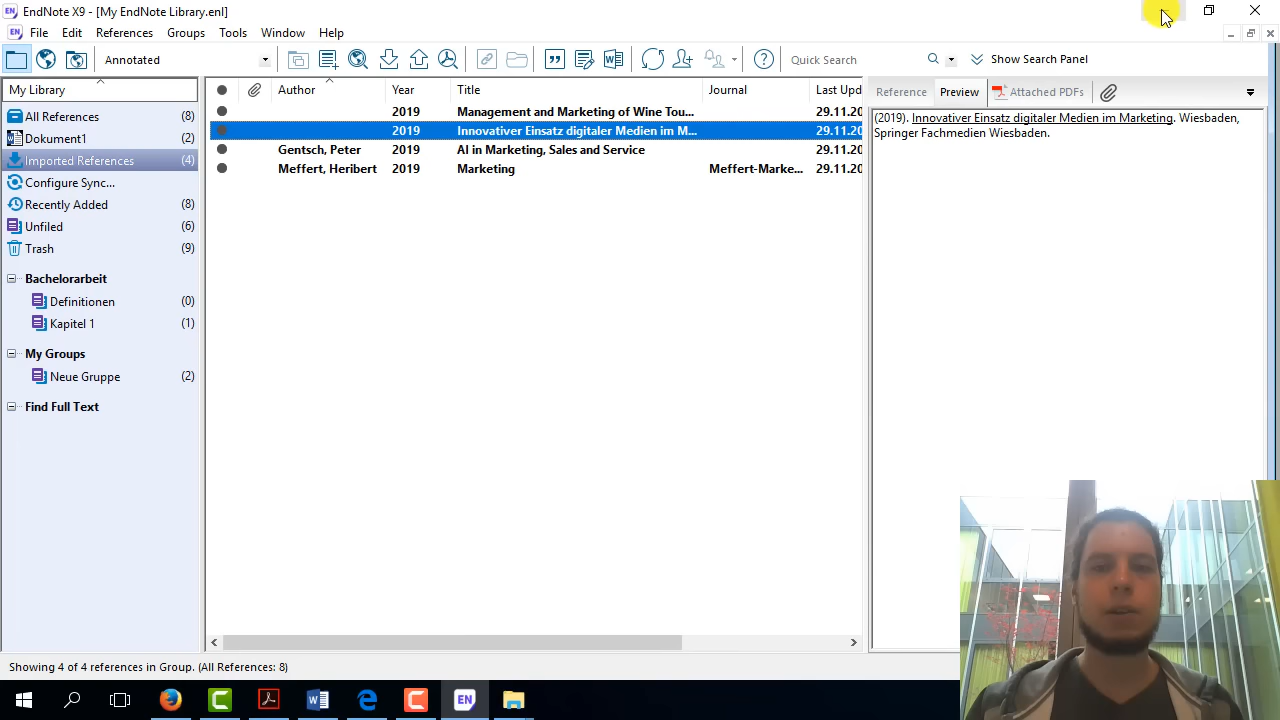 EndNote X9 - [My EndNote Library.enl]
File Edit References Groups Tools Window Help
Annotated
Quick Search
Show Search Panel
My Library
All References (8)
Dokument1 (2)
Imported References (4)
Configure Sync...
Recently Added (8)
Unfiled (6)
Trash (9)
Bachelorarbeit
Definitionen (0)
Kapitel 1 (1)
My Groups
Neue Gruppe (2)
Find Full Text
Author Year Title Journal Last Upd
2019 Management and Marketing of Wine Tou... 29.11.20
2019 Innovativer Einsatz digitaler Medien im M... 29.11.20
Gentsch, Peter 2019 AI in Marketing, Sales and Service 29.11.20
Meffert, Heribert 2019 Marketing Meffert-Marke... 29.11.20
Reference Preview Attached PDFs
(2019). Innovativer Einsatz digitaler Medien im Marketing. Wiesbaden,
Springer Fachmedien Wiesbaden.
Showing 4 of 4 references in Group. (All References: 8)